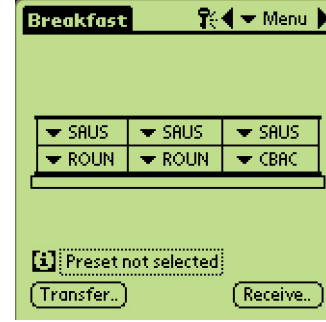 Breakfast Menu
SAUS SAUS SAUS
ROUN ROUN CBAC
i Preset not selected
Transfer.. Receive..